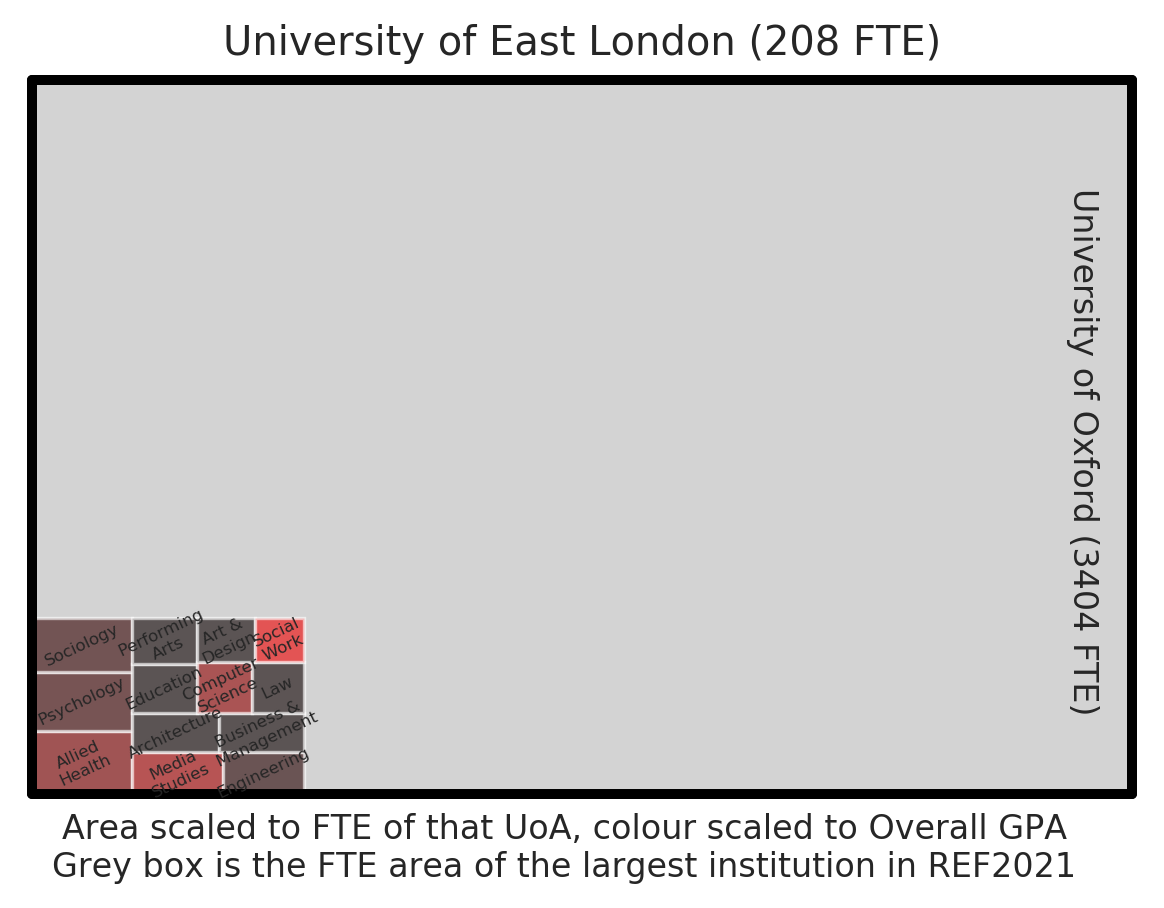 University of East London (208 FTE)
University of Oxford (3404 FTE)
Sociology
Performing
Arts
Art &
Design
Social
Work
Psychology
Education
Computer
Science
Law
Allied
Health
Architecture
Business &
Management
Media
Studies
Engineering
Area scaled to FTE of that UoA, colour scaled to Overall GPA
Grey box is the FTE area of the largest institution in REF2021